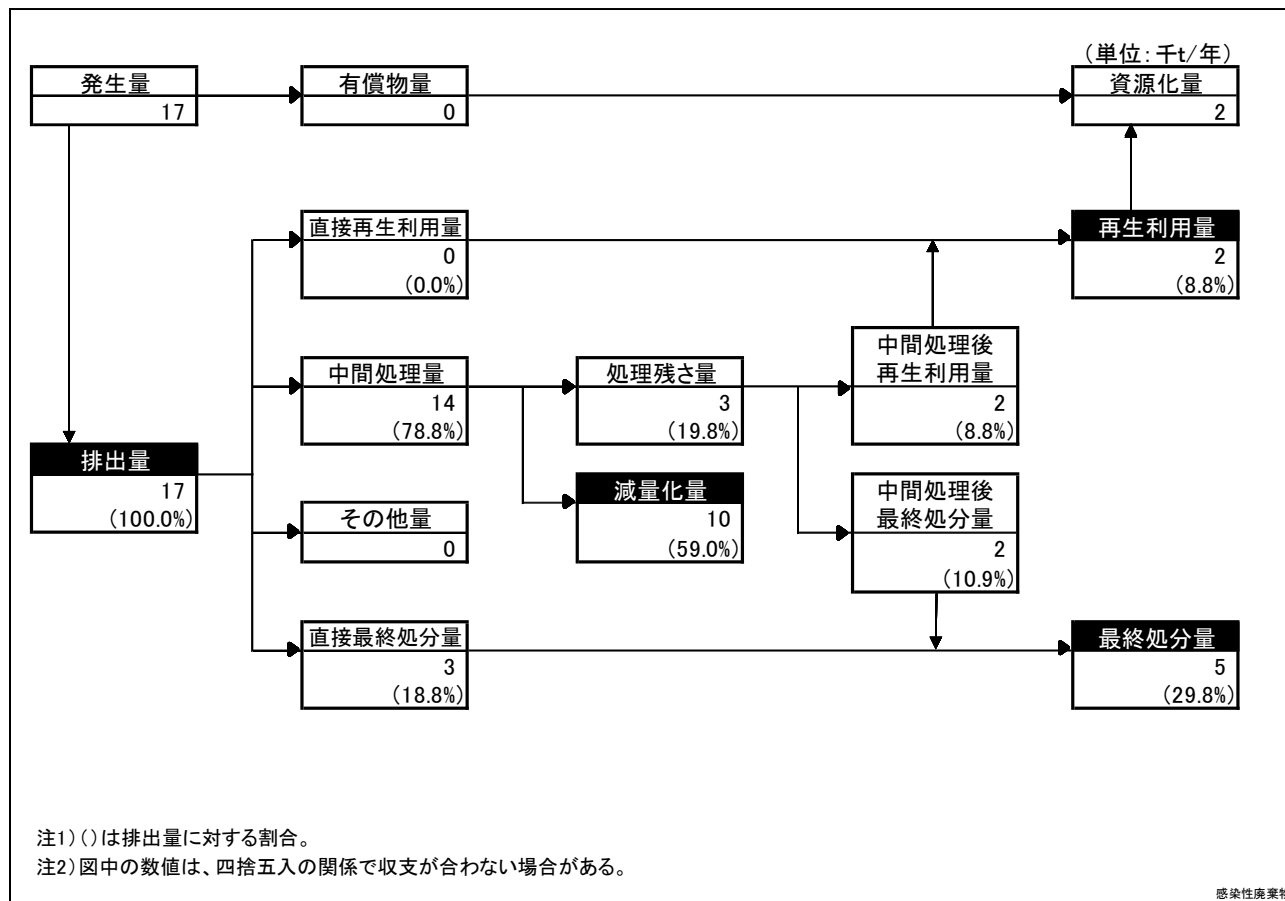 （単位：千t/年）
発生量
17
有償物量
0
資源化量
2
直接再生利用量
0
（0.0%）
再生利用量
2
（8.8%）
中間処理量
14
（78.8%）
処理残さ量
3
（19.8%）
中間処理後
再生利用量
2
（8.8%）
排出量
17
（100.0%）
減量化量
10
（59.0%）
中間処理後
最終処分量
2
（10.9%）
その他量
0
直接最終処分量
3
（18.8%）
最終処分量
5
（29.8%）
注1）（）は排出量に対する割合。
注2）図中の数値は、四捨五入の関係で収支が合わない場合がある。
感染性廃棄物